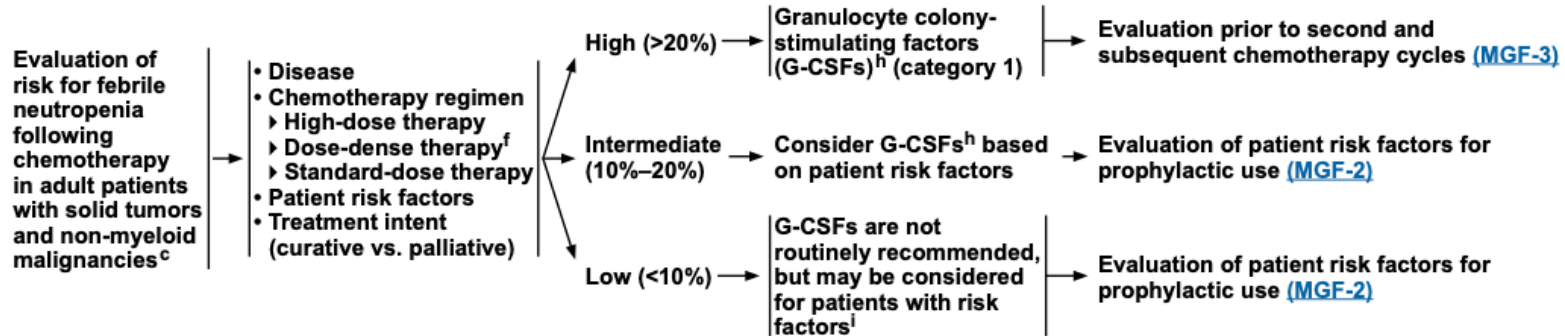 Evaluation of
risk for febrile
neutropenia
following
chemotherapy
in adult patients
with solid tumors
and non-myeloid
malignanciesᶜ
• Disease
• Chemotherapy regimen
▸ High-dose therapy
▸ Dose-dense therapyᶠ
▸ Standard-dose therapy
• Patient risk factors
• Treatment intent
(curative vs. palliative)
High (>20%)
Granulocyte colony-
stimulating factors
(G-CSFs)ʰ (category 1)
Evaluation prior to second and
subsequent chemotherapy cycles (MGF-3)
Intermediate
(10%–20%)
Consider G-CSFsʰ based
on patient risk factors
Evaluation of patient risk factors for
prophylactic use (MGF-2)
Low (<10%)
G-CSFs are not
routinely recommended,
but may be considered
for patients with risk
factorsⁱ
Evaluation of patient risk factors for
prophylactic use (MGF-2)